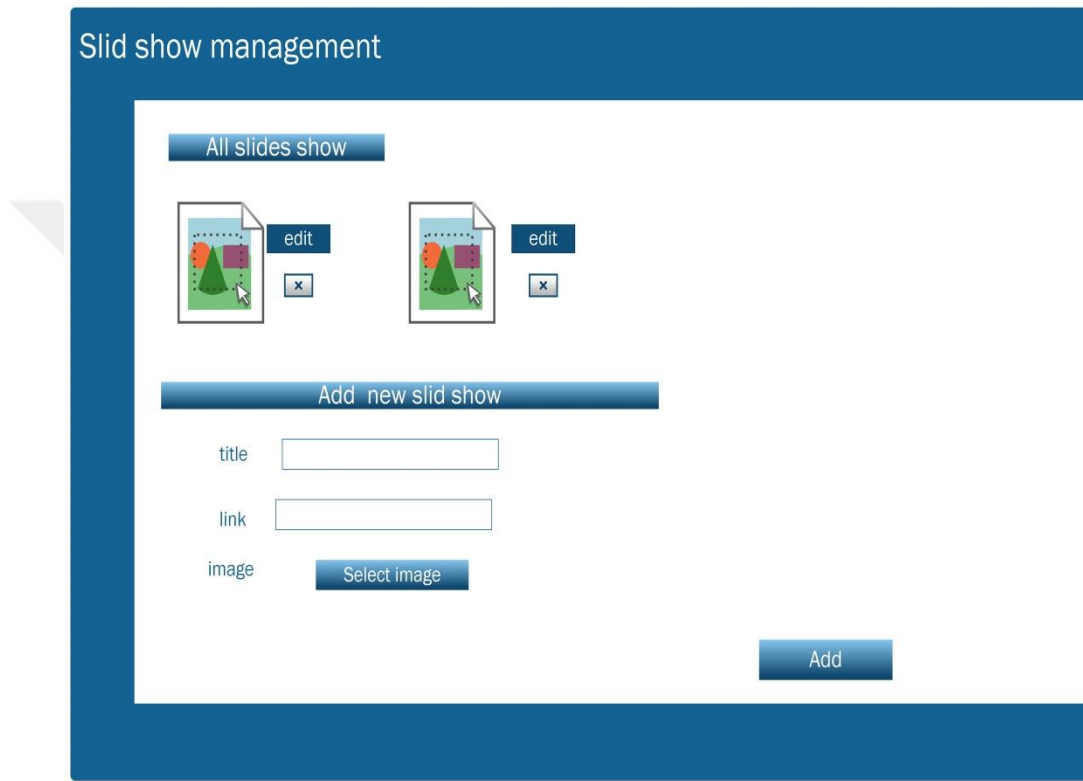 Slid show management
All slides show
edit
edit
x
x
Add new slid show
title
link
image
Select image
Add